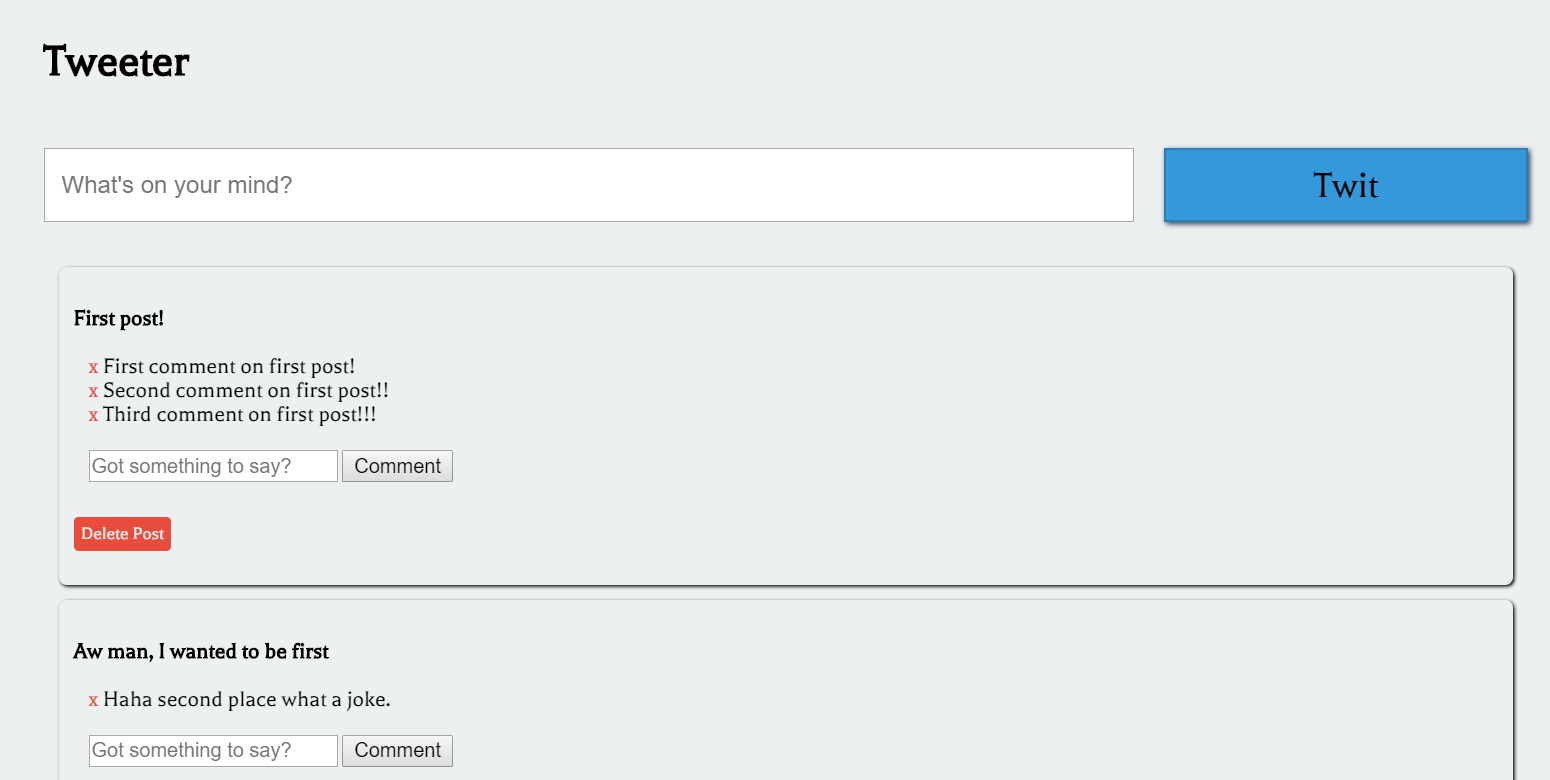 Tweeter
What's on your mind?
Twit
First post!
x First comment on first post!
x Second comment on first post!!
x Third comment on first post!!!
Got something to say? Comment
Delete Post
Aw man, I wanted to be first
x Haha second place what a joke.
Got something to say? Comment